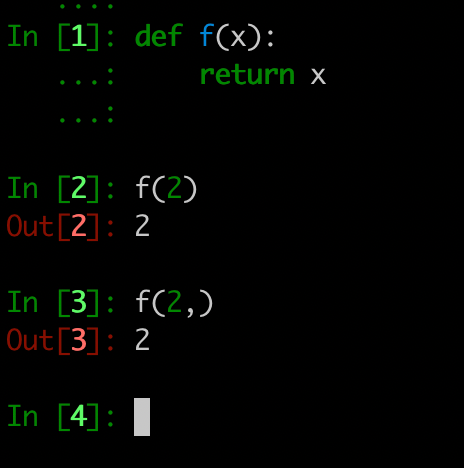 ....
In [1]: def f(x):
   ...:     return x
   ...:

In [2]: f(2)
Out[2]: 2

In [3]: f(2,)
Out[3]: 2

In [4]: